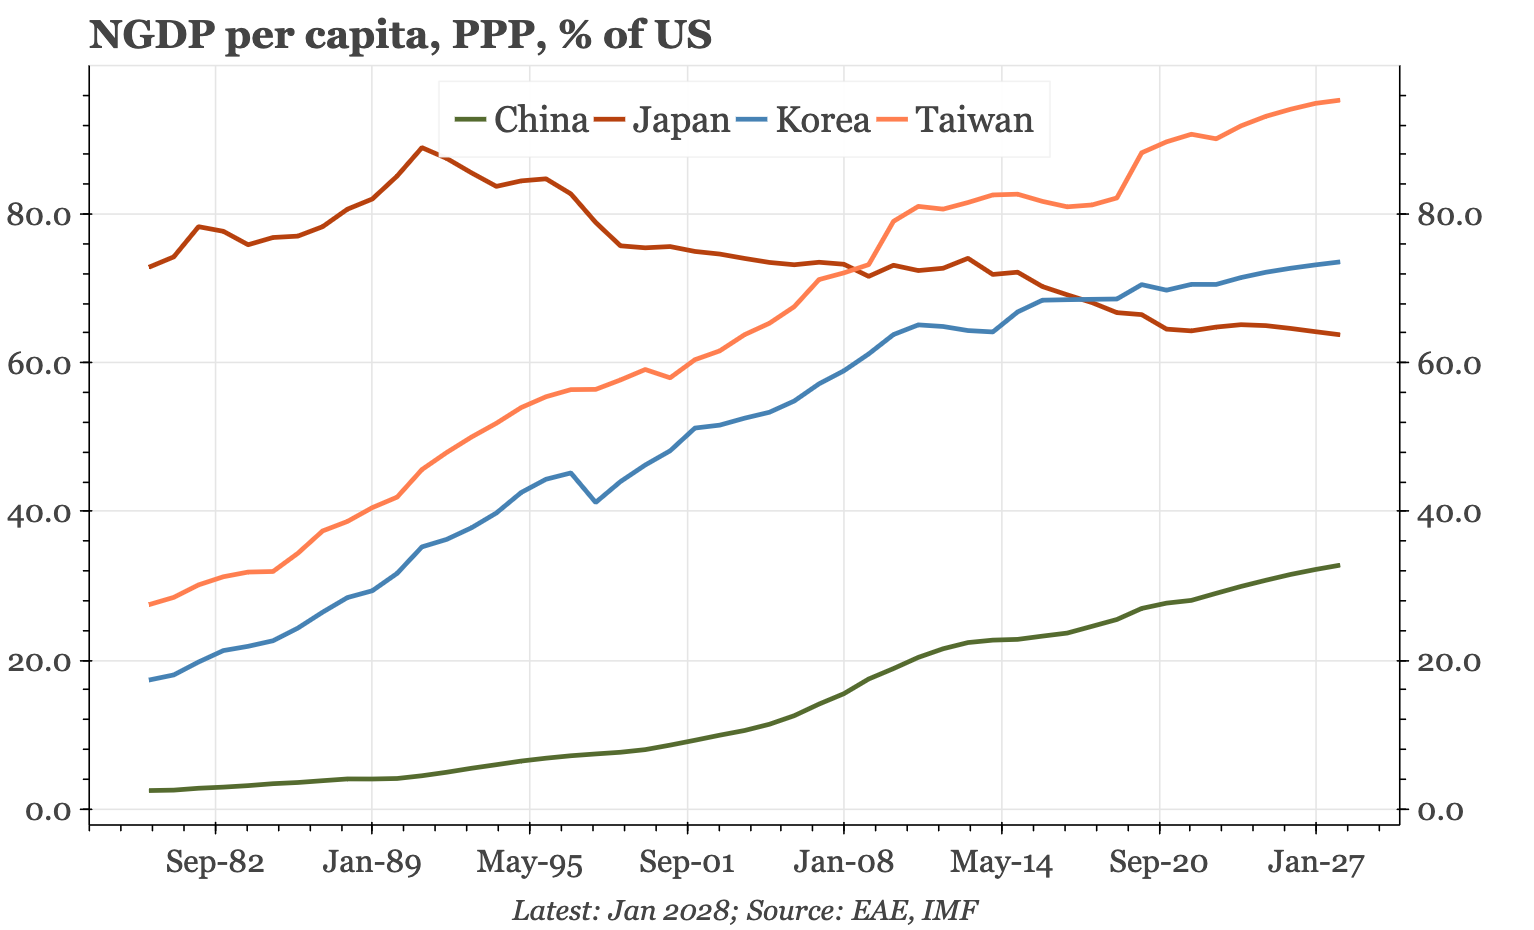 NGDP per capita, PPP, % of US
China Japan Korea Taiwan
80.0 80.0
60.0 60.0
40.0 40.0
20.0 20.0
0.0 0.0
Sep-82 Jan-89 May-95 Sep-01 Jan-08 May-14 Sep-20 Jan-27
Latest: Jan 2028; Source: EAE, IMF